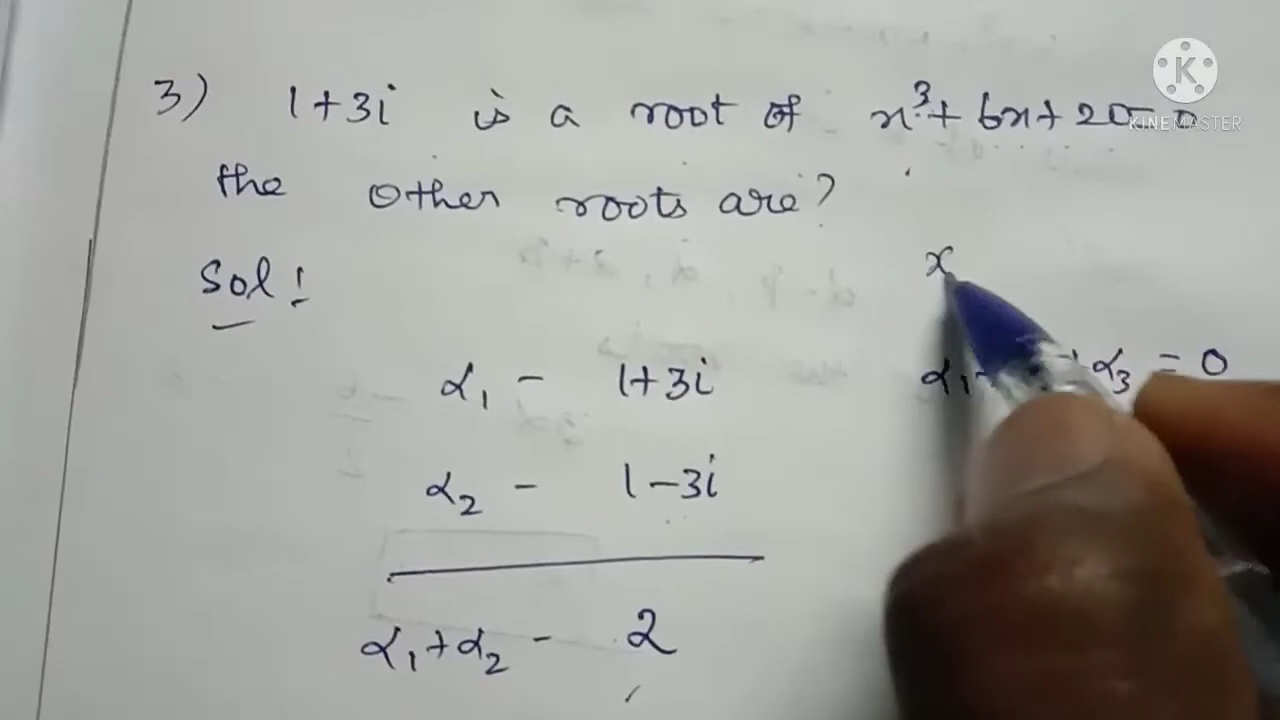 K
3) 1+3i is a root of x³+6x+20
KINEMASTER
the other roots are?
Sol!
x
α₁ - 1+3i
α₃ = 0
α₂ - 1-3i
α₁+α₂ - 2